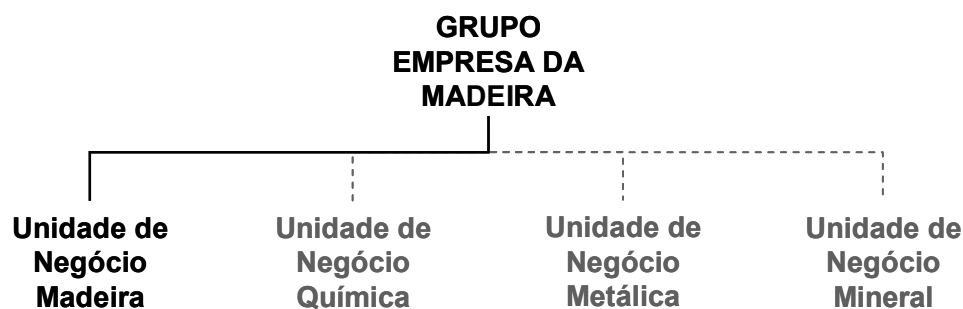 GRUPO
EMPRESA DA
MADEIRA
Unidade de
Negócio
Madeira
Unidade de
Negócio
Química
Unidade de
Negócio
Metálica
Unidade de
Negócio
Mineral